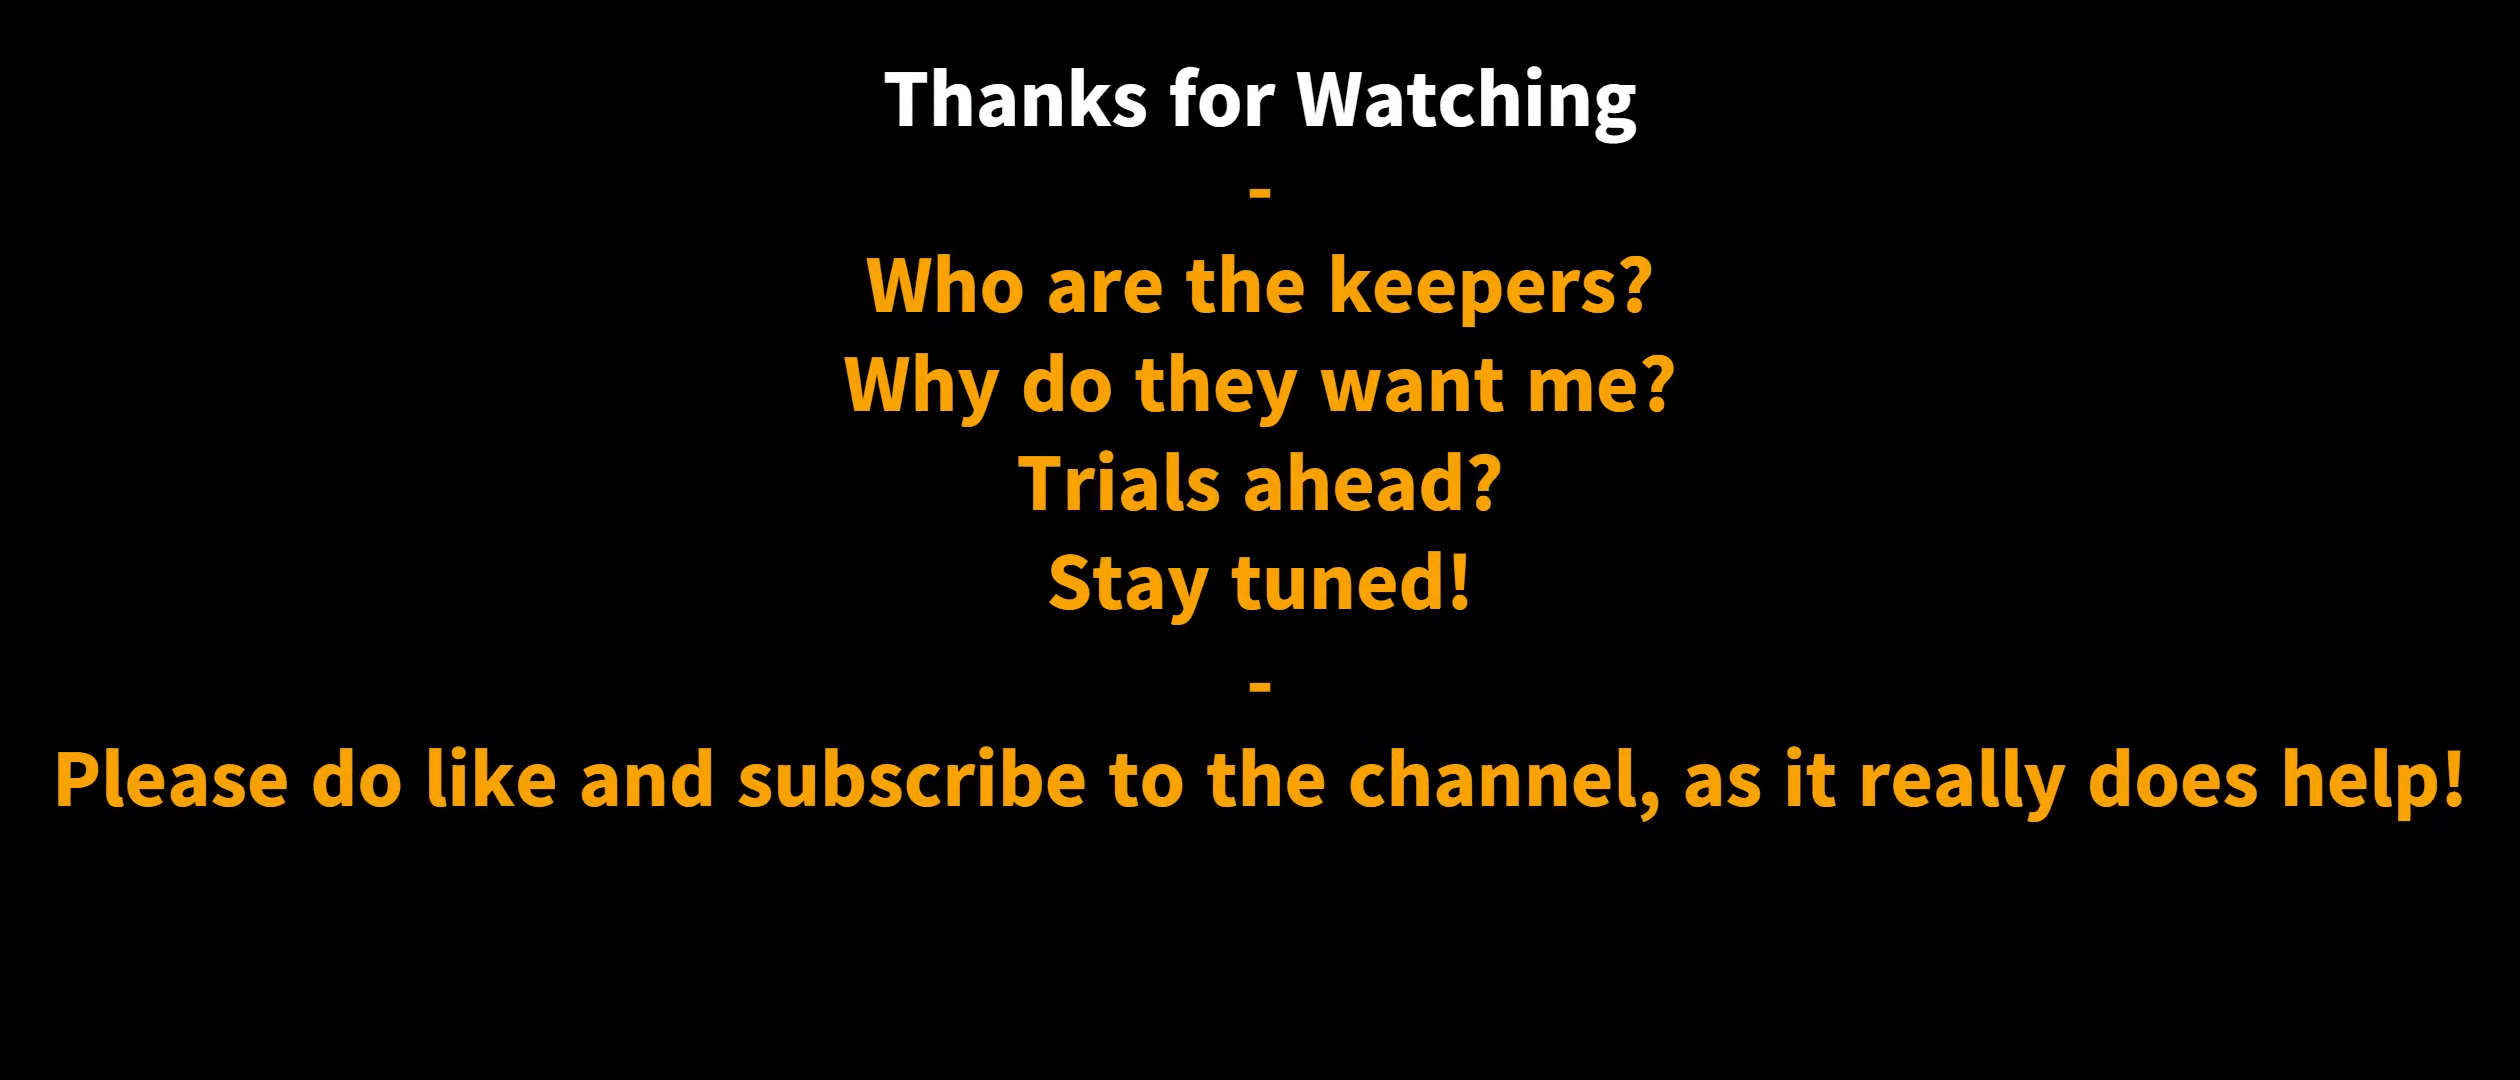 Thanks for Watching
-
Who are the keepers?
Why do they want me?
Trials ahead?
Stay tuned!
-
Please do like and subscribe to the channel, as it really does help!